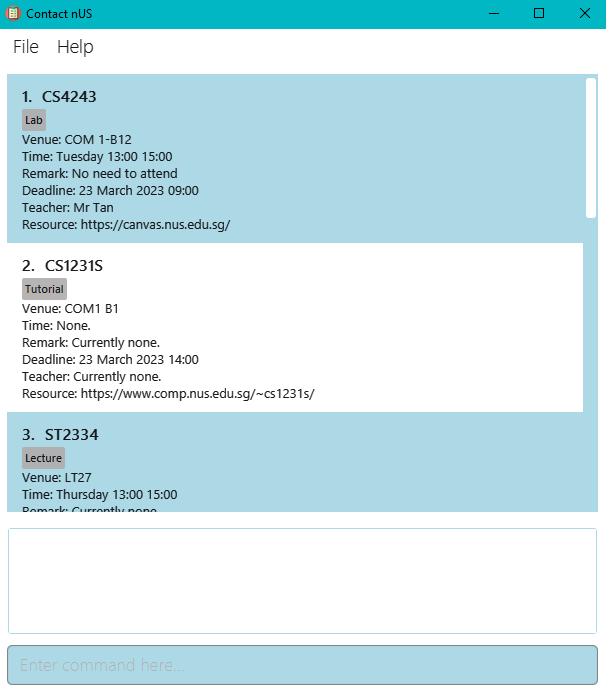 Contact nUS
File Help
1. CS4243
Lab
Venue: COM 1-B12
Time: Tuesday 13:00 15:00
Remark: No need to attend
Deadline: 23 March 2023 09:00
Teacher: Mr Tan
Resource: https://canvas.nus.edu.sg/
2. CS1231S
Tutorial
Venue: COM1 B1
Time: None.
Remark: Currently none.
Deadline: 23 March 2023 14:00
Teacher: Currently none.
Resource: https://www.comp.nus.edu.sg/~cs1231s/
3. ST2334
Lecture
Venue: LT27
Time: Thursday 13:00 15:00
Remark: Currently none
Enter command here...